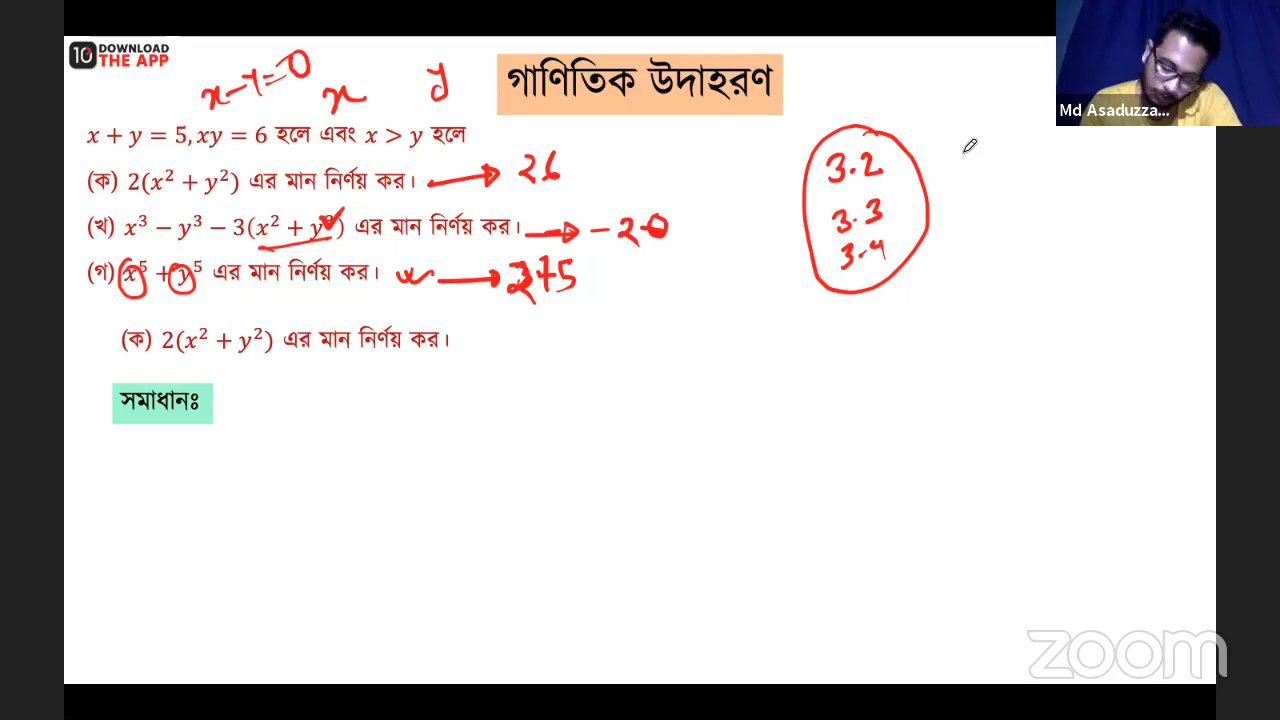 10 DOWNLOAD THE APP
গাণিতিক উদাহরণ
x - y = 0
x y
x + y = 5, xy = 6 হলে এবং x > y হলে
(ক) 2(x² + y²) এর মান নির্ণয় কর। → 26
(খ) x³ − y³ − 3(x² + y²) এর মান নির্ণয় কর। → -20
(গ) x⁵ + y⁵ এর মান নির্ণয় কর। → 275
3.2
3.3
3.4
(ক) 2(x² + y²) এর মান নির্ণয় কর।
সমাধানঃ
Md Asaduzza...
zoom